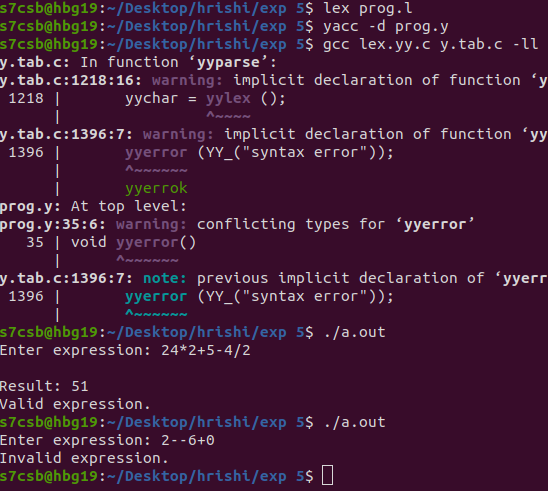 s7csb@hbg19:~/Desktop/hrishi/exp 5$ lex prog.l
s7csb@hbg19:~/Desktop/hrishi/exp 5$ yacc -d prog.y
s7csb@hbg19:~/Desktop/hrishi/exp 5$ gcc lex.yy.c y.tab.c -ll
y.tab.c: In function ‘yyparse’:
y.tab.c:1218:16: warning: implicit declaration of function ‘y
1218 | yychar = yylex ();
| ^~~~~
y.tab.c:1396:7: warning: implicit declaration of function ‘yy
1396 | yyerror (YY_("syntax error"));
| ^~~~~~~
| yyerrok
prog.y: At top level:
prog.y:35:6: warning: conflicting types for ‘yyerror’
35 | void yyerror()
| ^~~~~~~
y.tab.c:1396:7: note: previous implicit declaration of ‘yyerr
1396 | yyerror (YY_("syntax error"));
| ^~~~~~~
s7csb@hbg19:~/Desktop/hrishi/exp 5$ ./a.out
Enter expression: 24*2+5-4/2
Result: 51
Valid expression.
s7csb@hbg19:~/Desktop/hrishi/exp 5$ ./a.out
Enter expression: 2--6+0
Invalid expression.
s7csb@hbg19:~/Desktop/hrishi/exp 5$